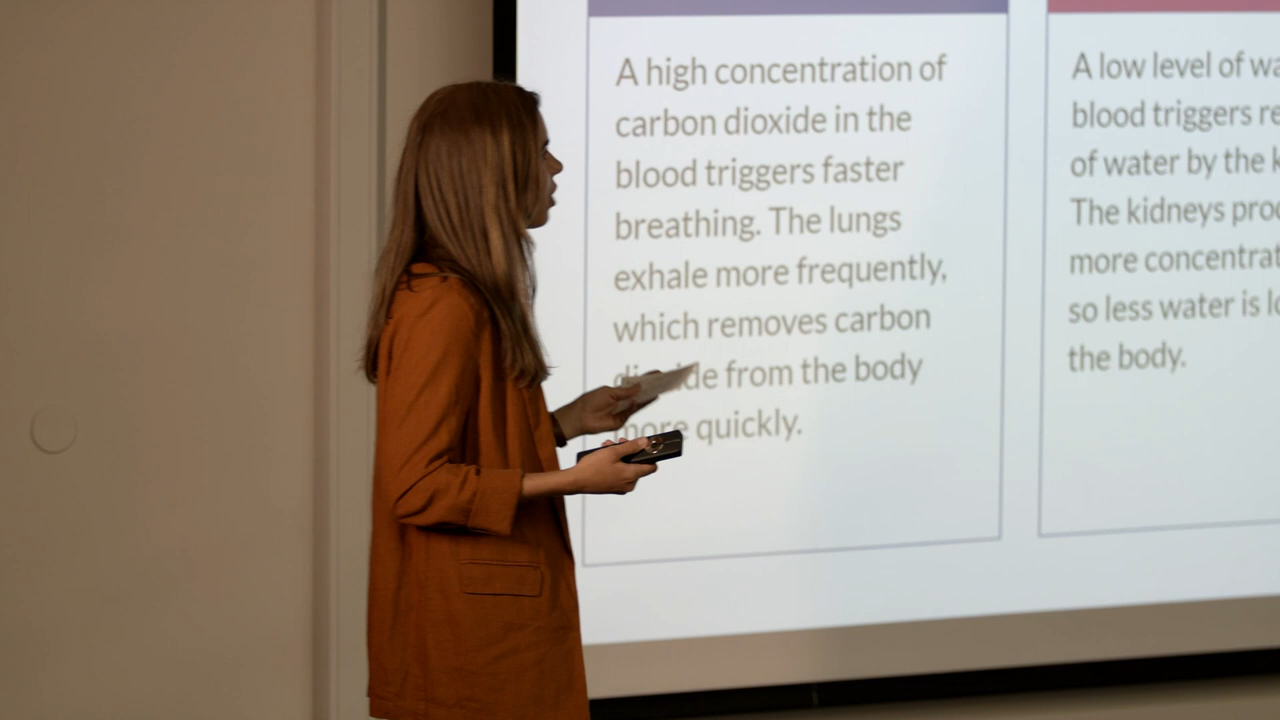 A high concentration of
carbon dioxide in the
blood triggers faster
breathing. The lungs
exhale more frequently,
which removes carbon
dioxide from the body
more quickly.
A low level of
blood triggers
of water by the
The kidneys
more
so less water is
the body.